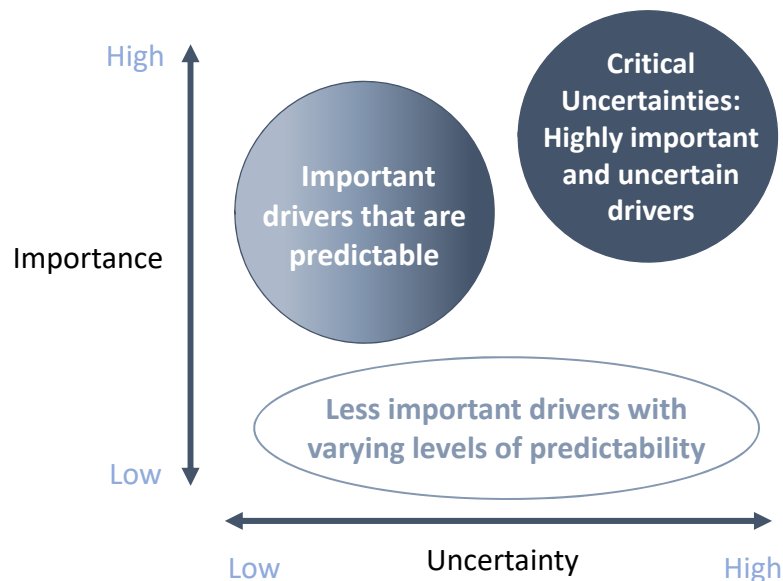 High
Critical
Uncertainties:
Highly important
and uncertain
drivers
Important
drivers that are
predictable
Importance
Less important drivers with
varying levels of predictability
Low
Low
Uncertainty
High